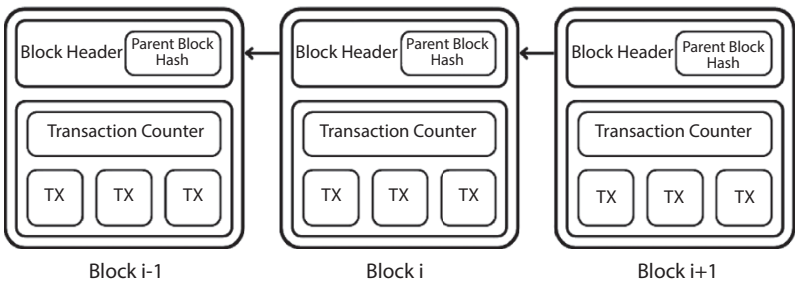 Block Header Parent Block Hash Block Header Parent Block Hash Block Header Parent Block Hash
Transaction Counter Transaction Counter Transaction Counter
TX TX TX TX TX TX TX TX TX
Block i-1 Block i Block i+1